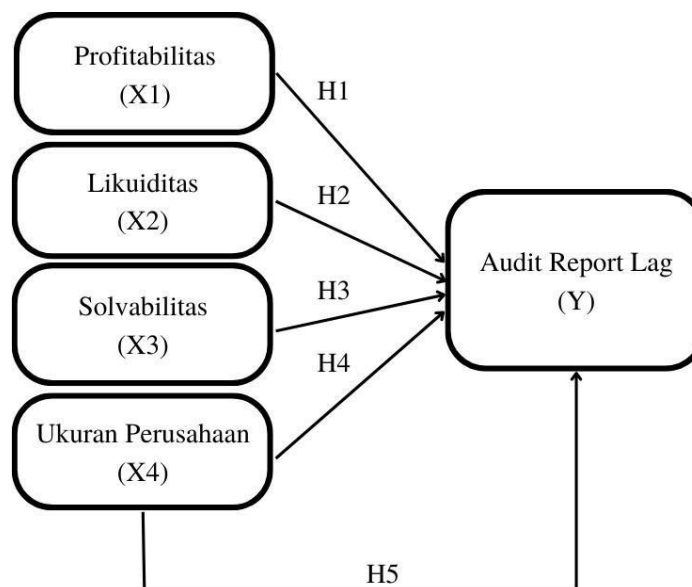 Profitabilitas
(X1)
H1
Likuiditas
(X2)
H2
Audit Report Lag
(Y)
Solvabilitas
(X3)
H3
H4
Ukuran Perusahaan
(X4)
H5